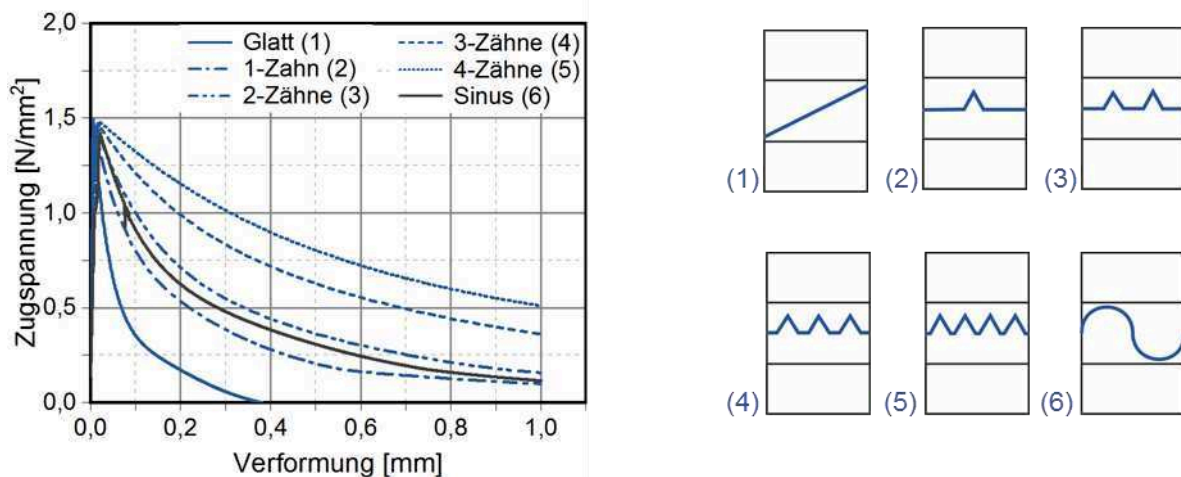 Zugspannung [N/mm²]
2,0
1,5
1,0
0,5
0,0
Glatt (1)
1-Zahn (2)
2-Zähne (3)
3-Zähne (4)
4-Zähne (5)
Sinus (6)
0,0 0,2 0,4 0,6 0,8 1,0
Verformung [mm]
(1) (2) (3)
(4) (5) (6)